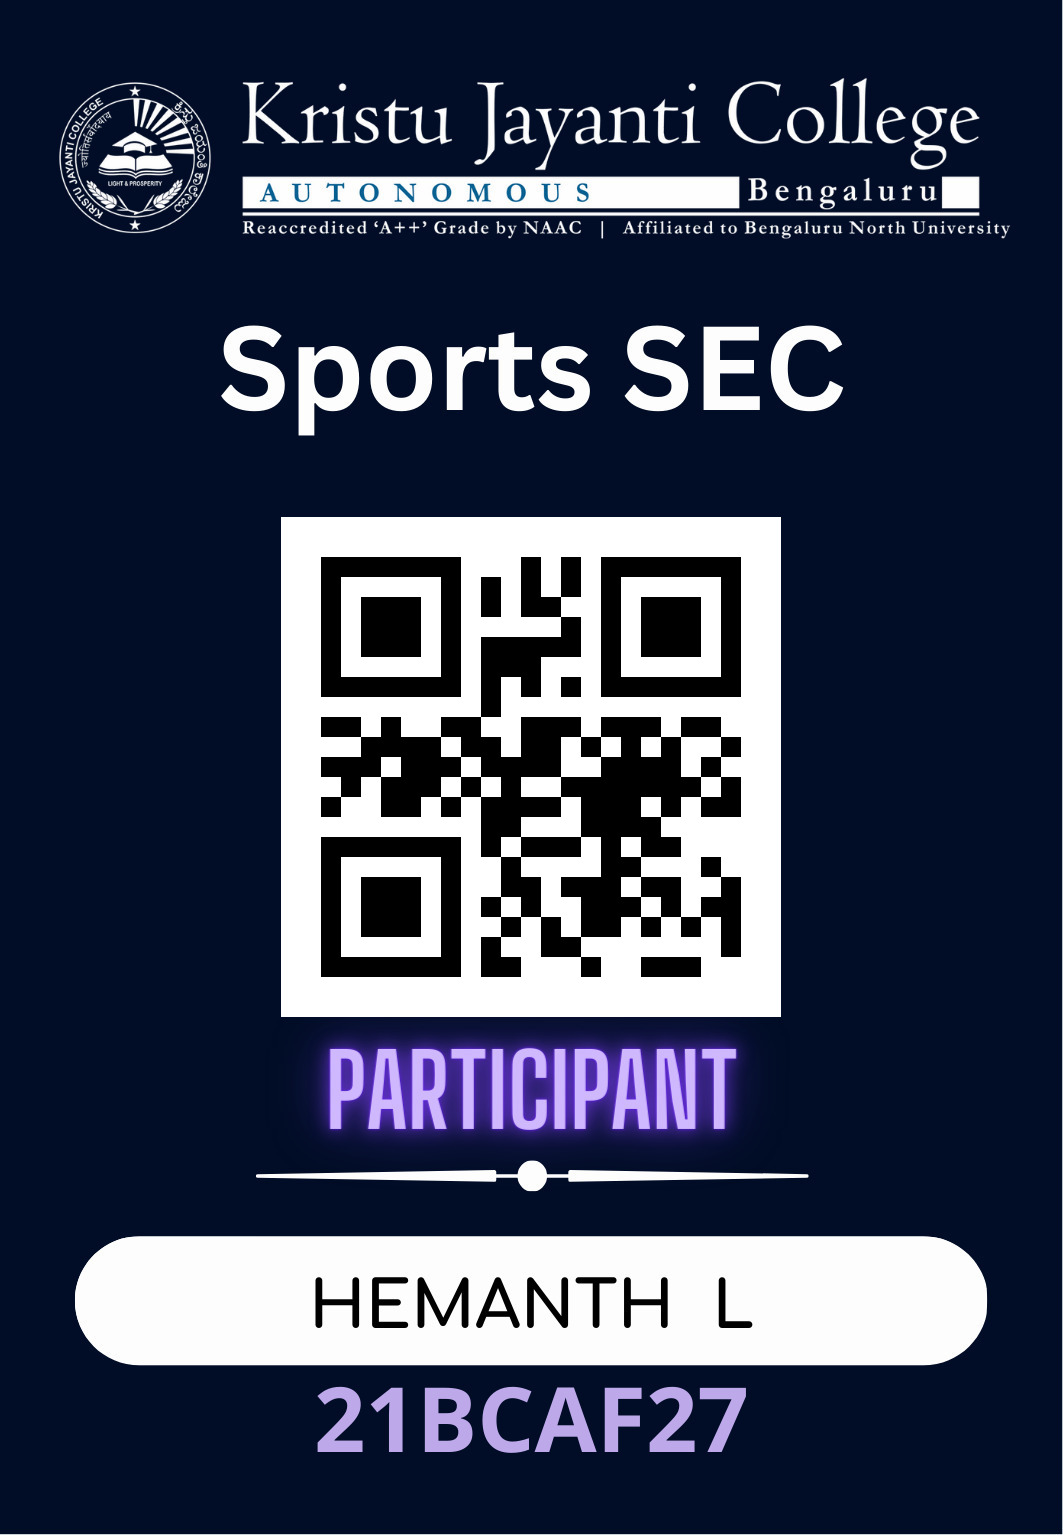 Kristu Jayanti College
AUTONOMOUS Bengaluru
Reaccredited ‘A++’ Grade by NAAC | Affiliated to Bengaluru North University
KRISTU JAYANTI COLLEGE
ಕ್ರಿಸ್ತು ಜಯಂತಿ ಕಾಲೇಜು
LIGHT & PROSPERITY
Sports SEC
PARTICIPANT
HEMANTH L
21BCAF27